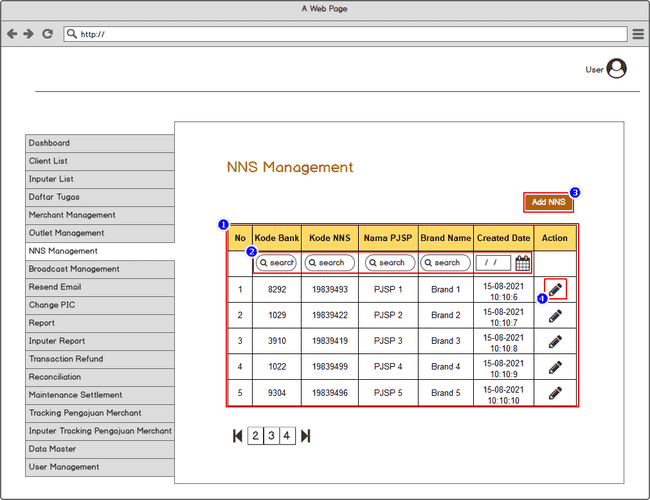 A Web Page
http://
User
Dashboard
Client List
Inputer List
Daftar Tugas
Merchant Management
Outlet Management
NNS Management
Broadcast Management
Resend Email
Change PIC
Report
Inputer Report
Transaction Refund
Reconciliation
Maintenance Settlement
Tracking Pengajuan Merchant
Inputer Tracking Pengajuan Merchant
Data Master
User Management
NNS Management
3
Add NNS
1
No Kode Bank Kode NNS Nama PJSP Brand Name Created Date Action
2
search search search search / /
1 8292 19839493 PJSP 1 Brand 1 15-08-2021 10:10:6
4
2 1029 19839422 PJSP 2 Brand 2 15-08-2021 10:10:7
3 3910 19839419 PJSP 3 Brand 3 15-08-2021 10:10:8
4 1022 19839499 PJSP 4 Brand 4 15-08-2021 10:10:9
5 9304 19839496 PJSP 5 Brand 5 15-08-2021 10:10:10
2 3 4